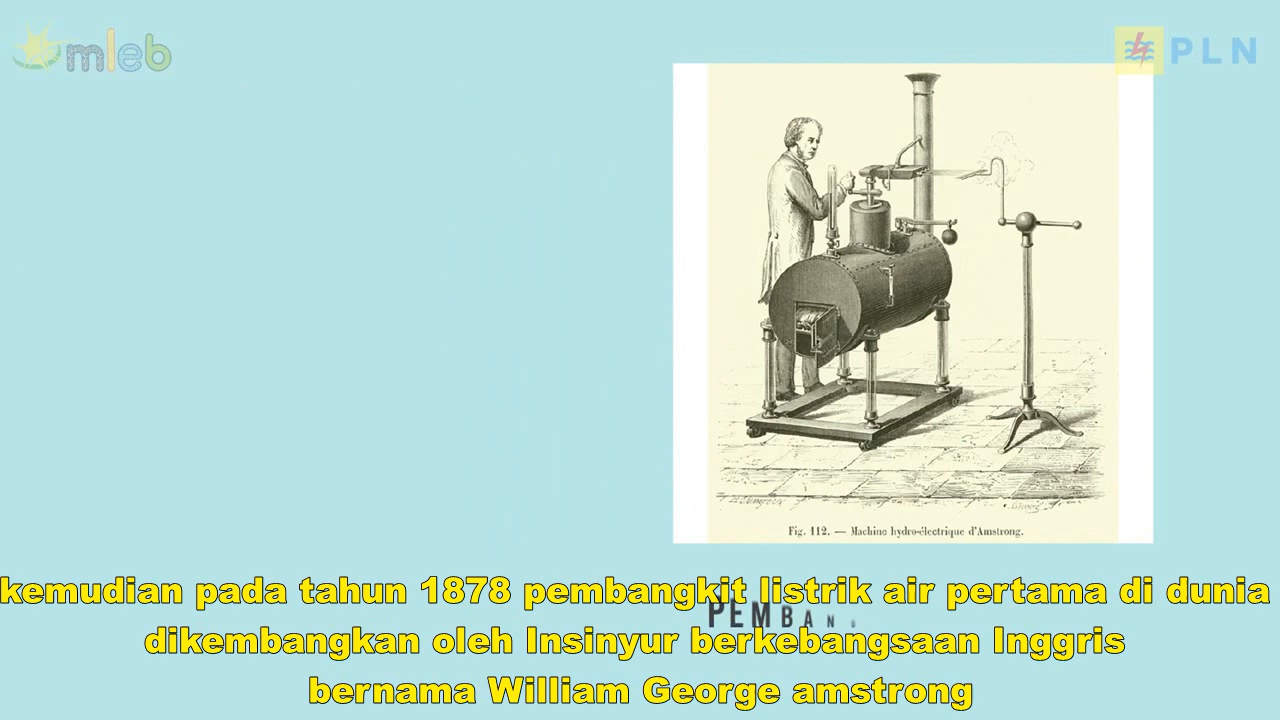 mleb
PLN
Fig. 112. — Machine hydro-électrique d'Amstrong.
PEMBAN
kemudian pada tahun 1878 pembangkit listrik air pertama di dunia
dikembangkan oleh Insinyur berkebangsaan Inggris
bernama William George amstrong